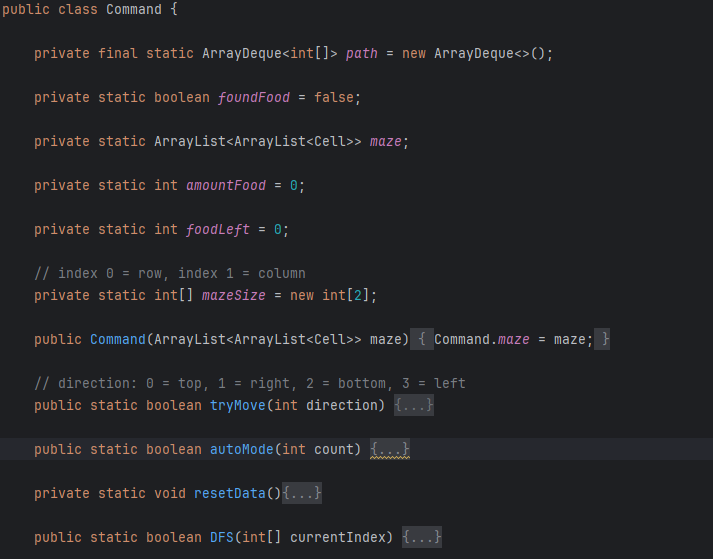 public class Command {
private final static ArrayDeque<int[]> path = new ArrayDeque<>();
private static boolean foundFood = false;
private static ArrayList<ArrayList<Cell>> maze;
private static int amountFood = 0;
private static int foodLeft = 0;
// index 0 = row, index 1 = column
private static int[] mazeSize = new int[2];
public Command(ArrayList<ArrayList<Cell>> maze) { Command.maze = maze; }
// direction: 0 = top, 1 = right, 2 = bottom, 3 = left
public static boolean tryMove(int direction) {...}
public static boolean autoMode(int count) {...}
private static void resetData(){...}
public static boolean DFS(int[] currentIndex) {...}